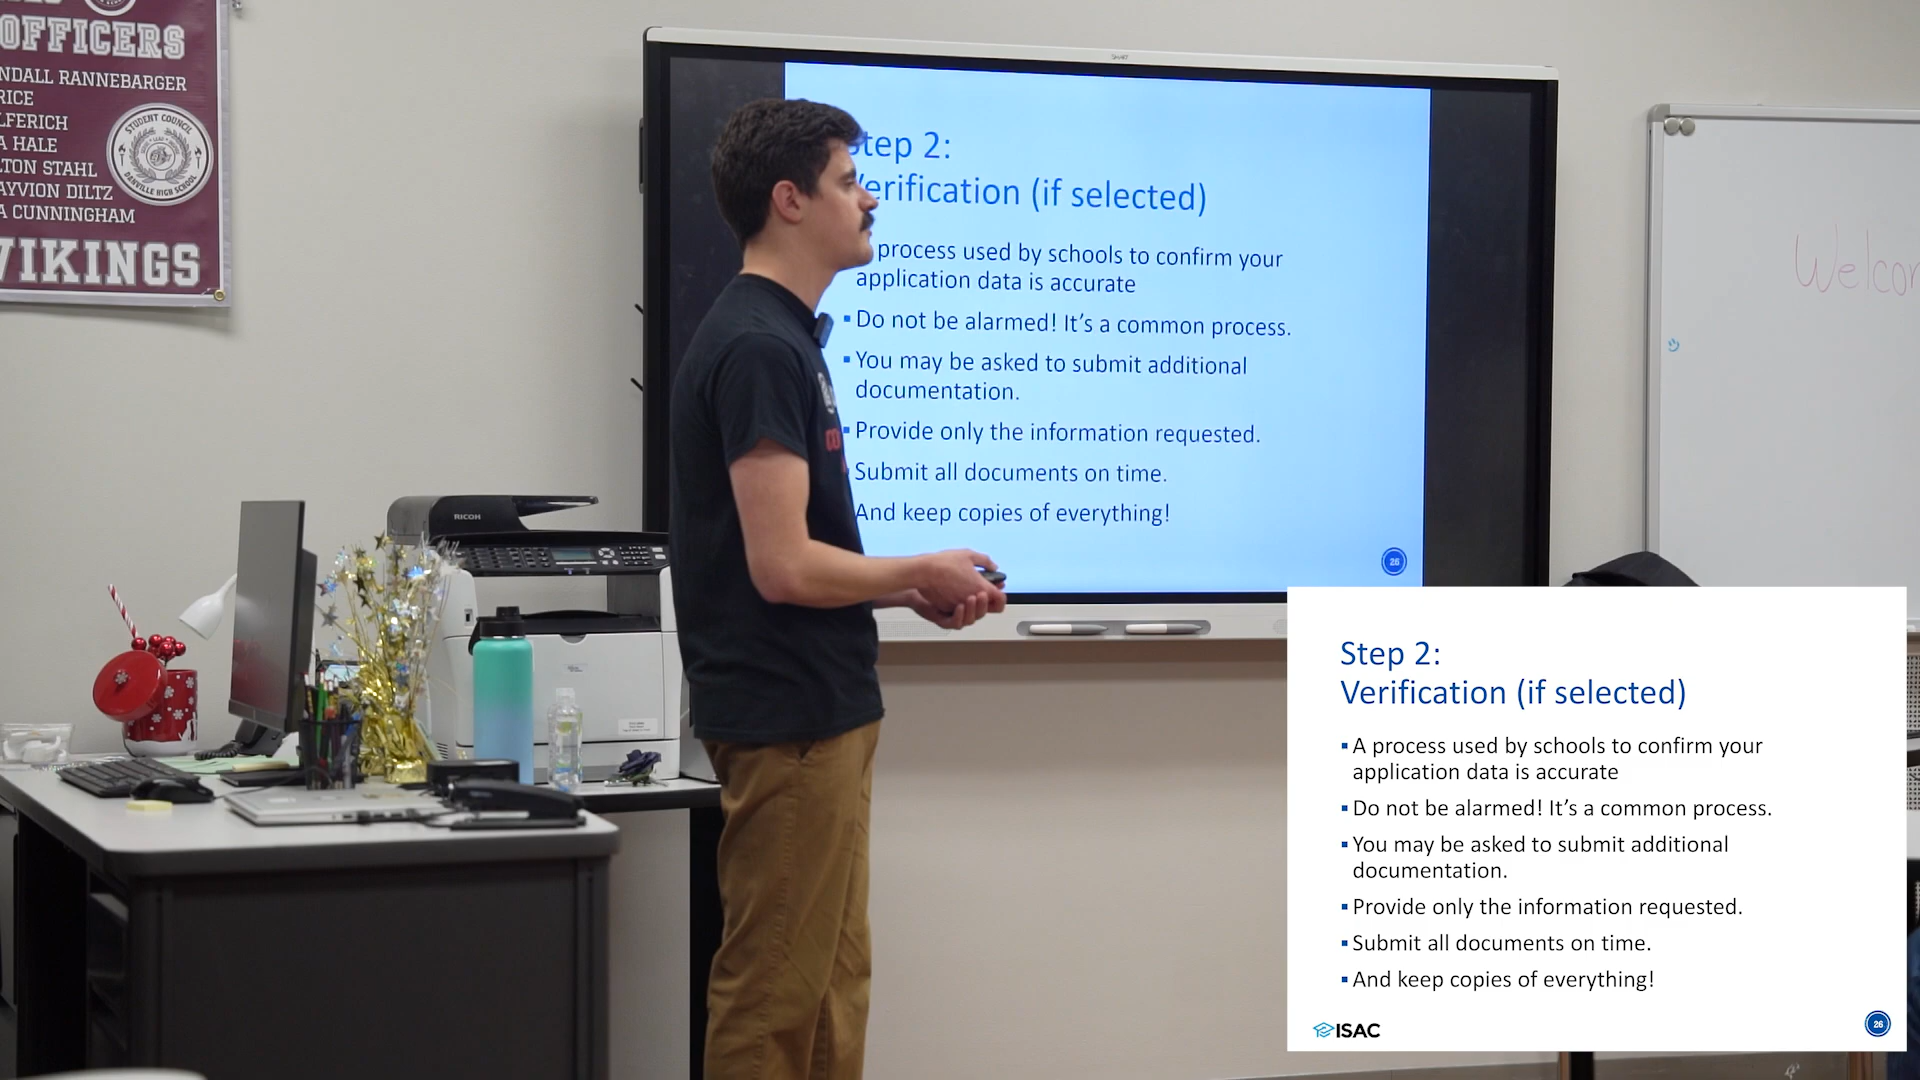 OFFICERS
NDALL RANNEBARGER
RICE
LFERICH
A HALE
LTON STAHL
AYVION DILTZ
A CUNNINGHAM
VIKINGS
STUDENT COUNCIL
DANVILLE HIGH SCHOOL
SMART
tep 2:
erification (if selected)
process used by schools to confirm your
application data is accurate
▪ Do not be alarmed! It's a common process.
▪ You may be asked to submit additional
documentation.
▪ Provide only the information requested.
Submit all documents on time.
And keep copies of everything!
26
Welcom
RICOH
Step 2:
Verification (if selected)
▪ A process used by schools to confirm your
application data is accurate
▪ Do not be alarmed! It's a common process.
▪ You may be asked to submit additional
documentation.
▪ Provide only the information requested.
▪ Submit all documents on time.
▪ And keep copies of everything!
ISAC
26